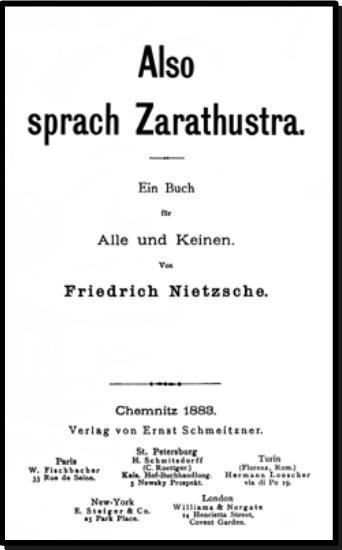 Also
sprach Zarathustra.
Ein Buch
für
Alle und Keinen.
Von
Friedrich Nietzsche.
Chemnitz 1883.
Verlag von Ernst Schmeitzner.
Paris
W. Fischbacher
33 Rue de Seine.
St. Petersburg
H. Schmitzdorff
(C. Roettger.)
Kais. Hof-Buchhandlung.
5 Newsky Prospekt.
Turin
(Florenz, Rom.)
Hermann Loescher
via di Po 19.
New-York
E. Steiger & Co.
25 Park Place.
London
Williams & Norgate
14 Henrietta Street,
Covent Garden.